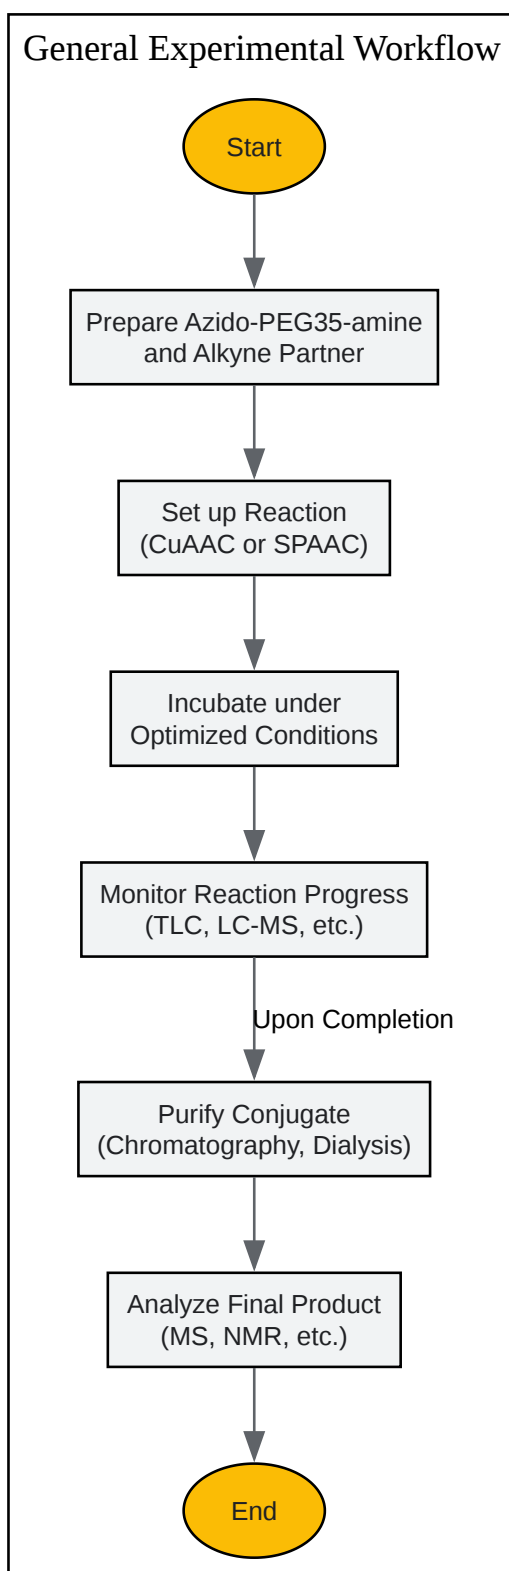 General Experimental Workflow
Start
Prepare Azido-PEG35-amine
and Alkyne Partner
Set up Reaction
(CuAAC or SPAAC)
Incubate under
Optimized Conditions
Monitor Reaction Progress
(TLC, LC-MS, etc.)
Upon Completion
Purify Conjugate
(Chromatography, Dialysis)
Analyze Final Product
(MS, NMR, etc.)
End